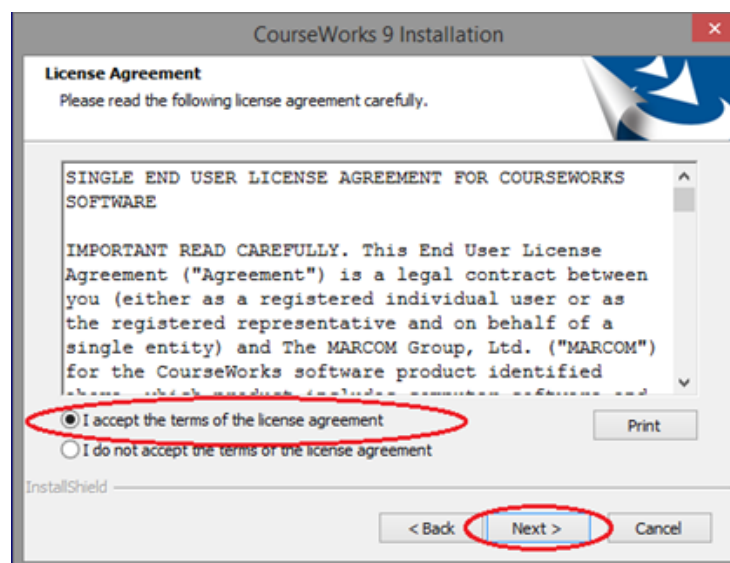 CourseWorks 9 Installation
License Agreement
Please read the following license agreement carefully.
SINGLE END USER LICENSE AGREEMENT FOR COURSEWORKS
SOFTWARE
IMPORTANT READ CAREFULLY. This End User License
Agreement ("Agreement") is a legal contract between
you (either as a registered individual user or as
the registered representative and on behalf of a
single entity) and The MARCOM Group, Ltd. ("MARCOM")
for the CourseWorks software product identified
I accept the terms of the license agreement
Print
I do not accept the terms of the license agreement
InstallShield
< Back
Next >
Cancel